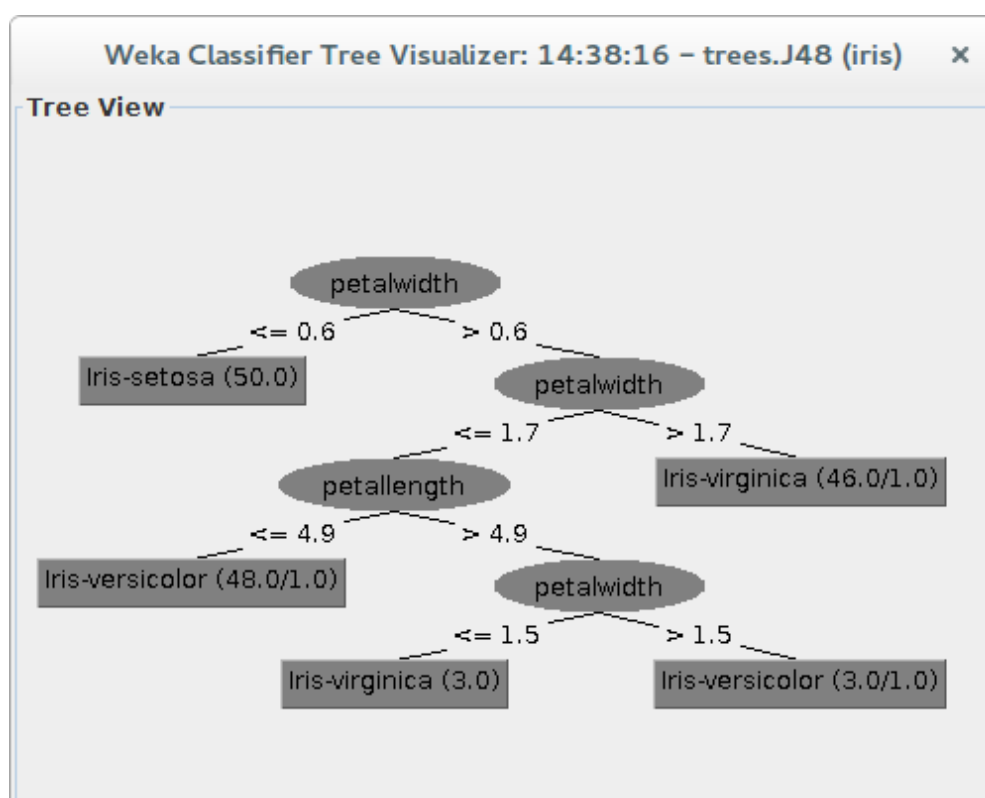 Weka Classifier Tree Visualizer: 14:38:16 – trees.J48 (iris) ×
Tree View
petalwidth
<= 0.6 > 0.6
Iris-setosa (50.0)
petalwidth
<= 1.7 > 1.7
petallength
Iris-virginica (46.0/1.0)
<= 4.9 > 4.9
Iris-versicolor (48.0/1.0)
petalwidth
<= 1.5 > 1.5
Iris-virginica (3.0)
Iris-versicolor (3.0/1.0)